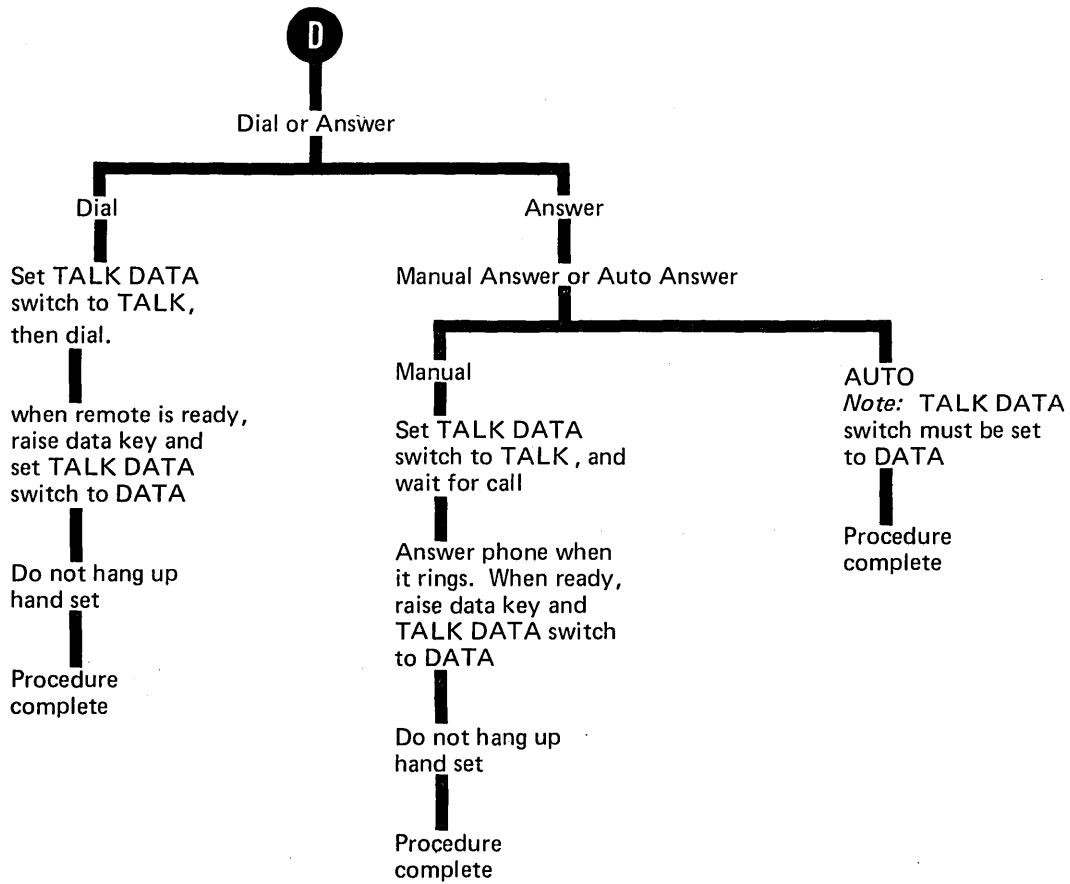 D
Dial or Answer
Dial
Set TALK DATA
switch to TALK,
then dial.
when remote is ready,
raise data key and
set TALK DATA
switch to DATA
Do not hang up
hand set
Procedure
complete
Answer
Manual Answer or Auto Answer
Manual
Set TALK DATA
switch to TALK, and
wait for call
Answer phone when
it rings. When ready,
raise data key and
TALK DATA switch
to DATA
Do not hang up
hand set
Procedure
complete
AUTO
Note: TALK DATA
switch must be set
to DATA
Procedure
complete